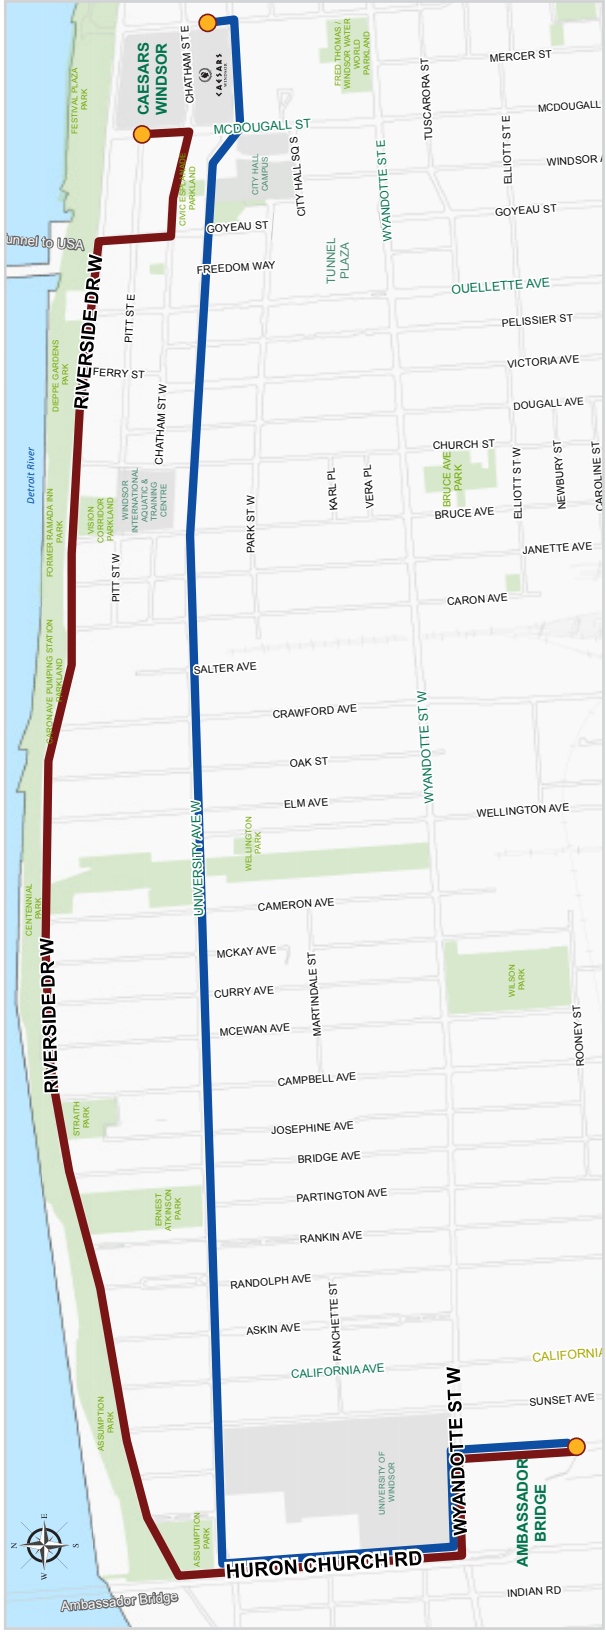 CHATHAM ST E
CAESARS
WINDSOR
CAESARS
WINDSOR
FRED THOMAS /
WINDSOR WATER
WORLD
PARKLAND
MERCER ST
TUSCARORA ST
FESTIVAL PLAZA
PARK
MCDOUGALL
MCDOUGALL ST
ELLIOTT ST E
CITY HALL
CAMPUS
CITY HALL SQ S
WYANDOTTE ST E
WINDSOR A
CIVIC ESPLANADE
PARKLAND
GOYEAU ST
GOYEAU ST
unnel to USA
TUNNEL
PLAZA
FREEDOM WAY
OUELLETTE AVE
RIVERSIDE DR W
PITT ST E
PELISSIER ST
VICTORIA AVE
DIEPPE GARDENS
PARK
FERRY ST
CHATHAM ST W
DOUGALL AVE
CHURCH ST
Detroit River
VISION
CORRIDOR
PARKLAND
WINDSOR
INTERNATIONAL
AQUATIC &
TRAINING
CENTRE
KARL PL
VERA PL
BRUCE AVE
PARK
ELLIOTT ST W
NEWBURY ST
CAROLINE ST
FORMER RAMADA INN
PARK
PARK ST W
BRUCE AVE
JANETTE AVE
PITT ST W
CARON AVE
CARON AVE PUMPING STATION
PARKLAND
SALTER AVE
CRAWFORD AVE
WYANDOTTE ST W
OAK ST
ELM AVE
WELLINGTON AVE
UNIVERSITY AVE W
WELLINGTON
PARK
CENTENNIAL
PARK
CAMERON AVE
MCKAY AVE
MARTINDALE ST
WILSON
PARK
CURRY AVE
RIVERSIDE DR W
MCEWAN AVE
ROONEY ST
CAMPBELL AVE
STRAITH
PARK
JOSEPHINE AVE
BRIDGE AVE
ERNEST
ATKINSON
PARK
PARTINGTON AVE
RANKIN AVE
RANDOLPH AVE
FANCHETTE ST
ASKIN AVE
CALIFORNIA AVE
CALIFORNIA
SUNSET AVE
ASSUMPTION
PARK
WYANDOTTE ST W
UNIVERSITY OF
WINDSOR
AMBASSADOR
BRIDGE
ASSUMPTION
PARK
N
E
S
W
HURON CHURCH RD
INDIAN RD
Ambassador Bridge